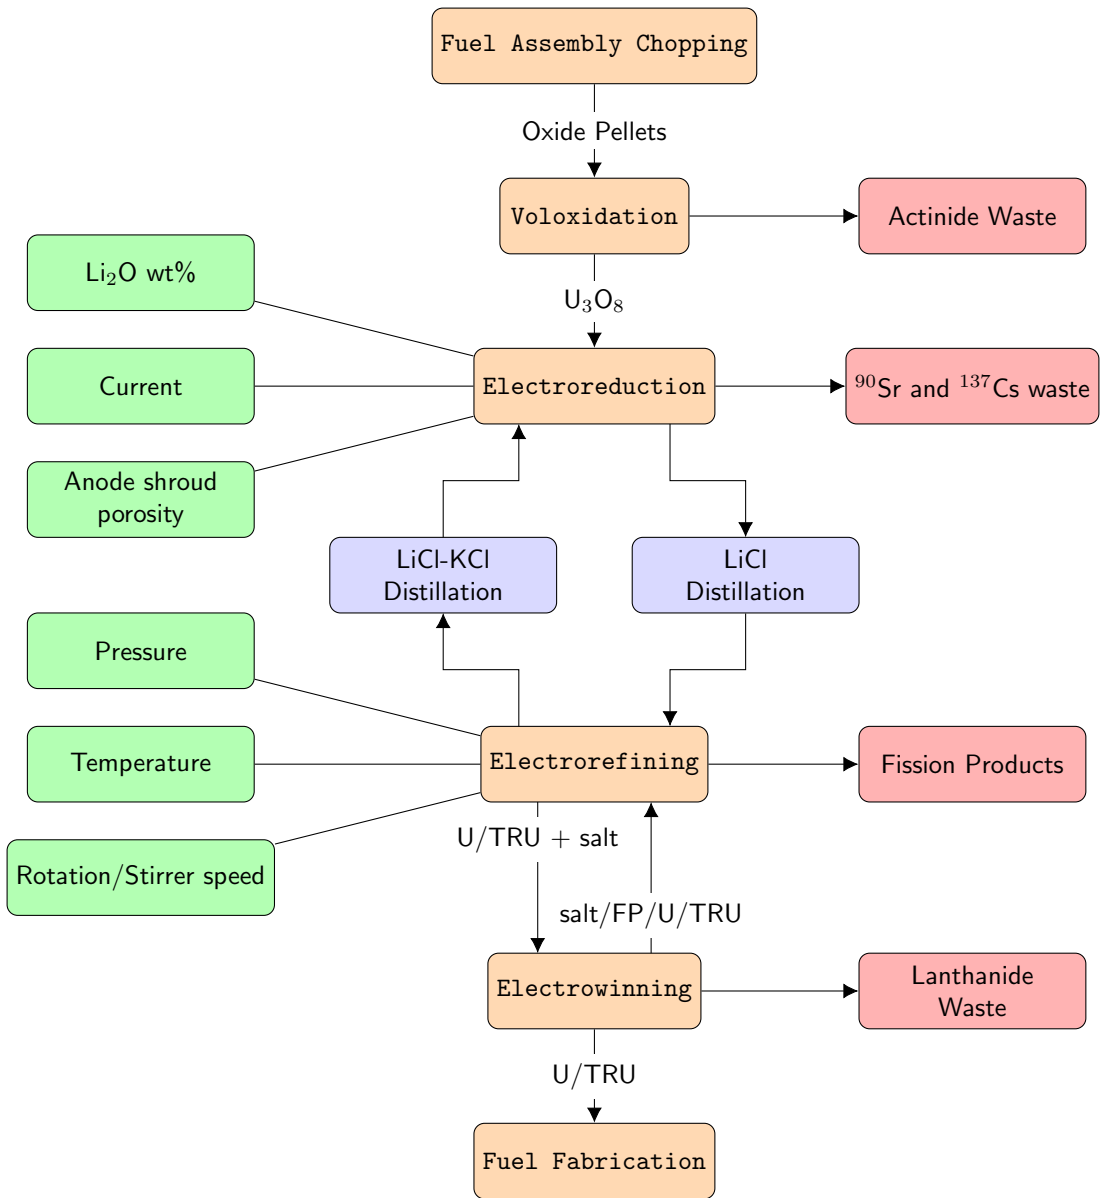 Fuel Assembly Chopping
Oxide Pellets
Voloxidation
Actinide Waste
Li₂O wt%
U₃O₈
Current
Electroreduction
⁹⁰Sr and ¹³⁷Cs waste
Anode shroud
porosity
LiCl-KCl
Distillation
LiCl
Distillation
Pressure
Temperature
Electrorefining
Fission Products
U/TRU + salt
Rotation/Stirrer speed
salt/FP/U/TRU
Electrowinning
Lanthanide
Waste
U/TRU
Fuel Fabrication